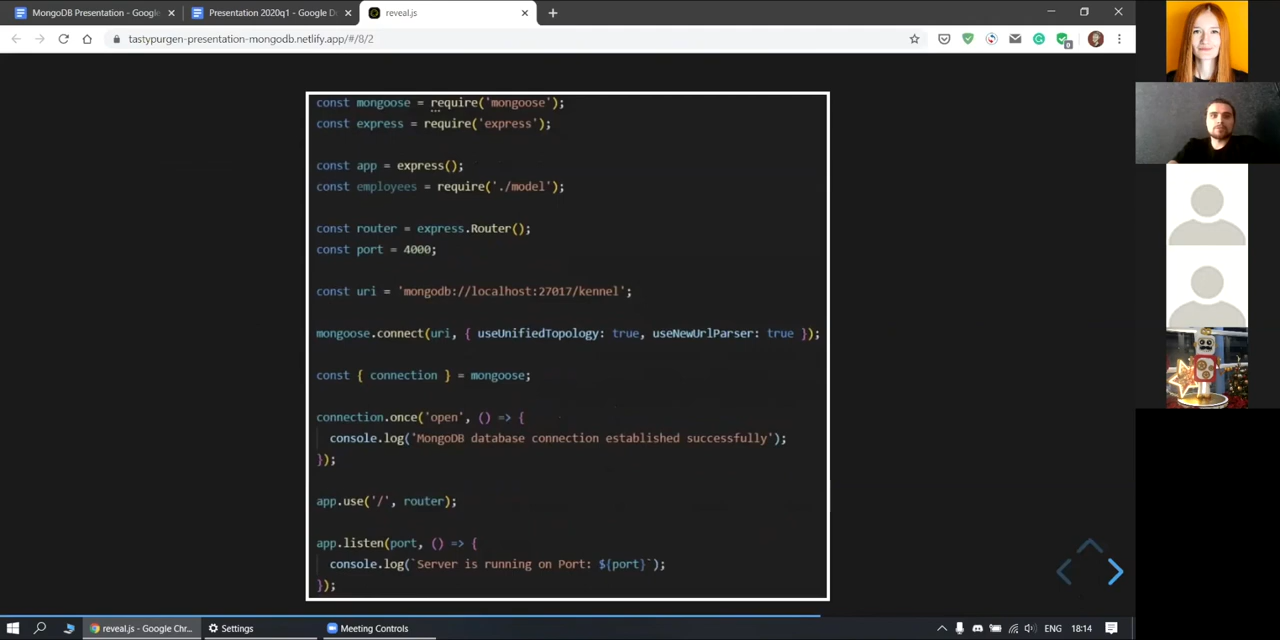 MongoDB Presentation - Google
Presentation 2020q1 - Google D
reveal.js
tastypurgen-presentation-mongodb.netlify.app/#/8/2
0
const mongoose = require('mongoose');
const express = require('express');
const app = express();
const employees = require('./model');
const router = express.Router();
const port = 4000;
const uri = 'mongodb://localhost:27017/kennel';
mongoose.connect(uri, { useUnifiedTopology: true, useNewUrlParser: true });
const { connection } = mongoose;
connection.once('open', () => {
console.log('MongoDB database connection established successfully');
});
app.use('/', router);
app.listen(port, () => {
console.log(`Server is running on Port: ${port}`);
});
reveal.js - Google Chr...
Settings
Meeting Controls
ENG
18:14